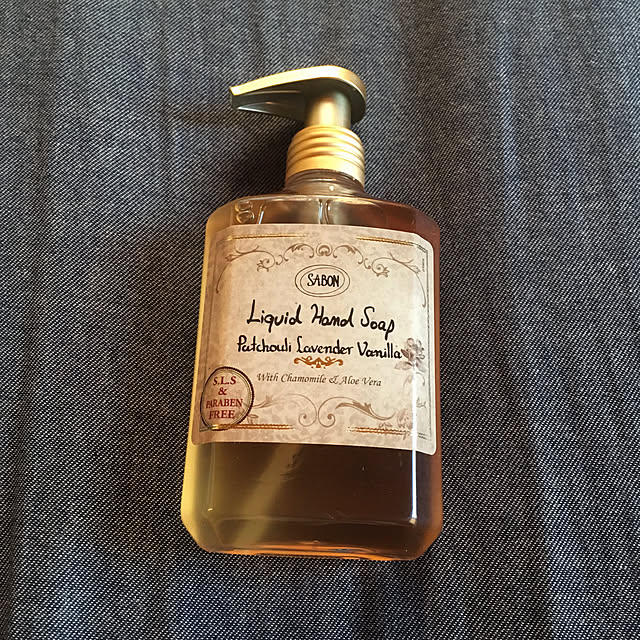 SABON
Liquid Hand Soap
Patchouli Lavender Vanilla
With Chamomile & Aloe Vera
S.L.S
&
PARABEN
FREE